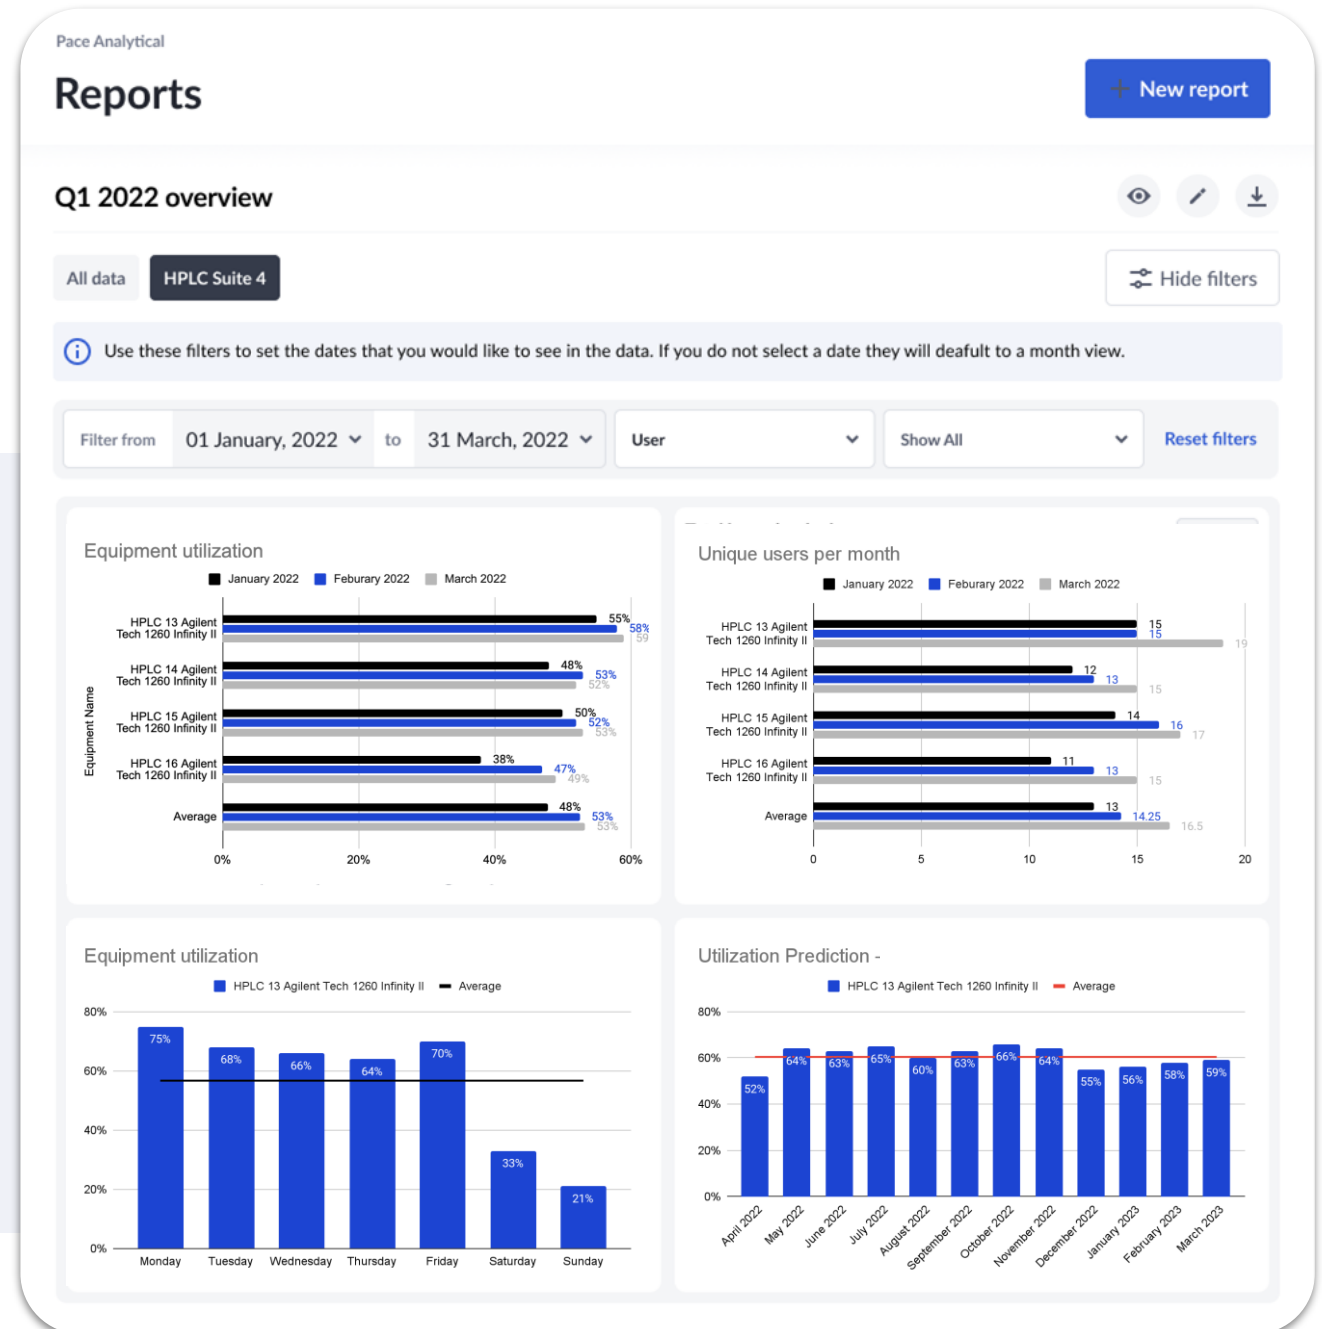 Pace Analytical
Reports
+ New report
Q1 2022 overview
All data
HPLC Suite 4
Hide filters
Use these filters to set the dates that you would like to see in the data. If you do not select a date they will deafult to a month view.
Filter from 01 January, 2022 to 31 March, 2022
User
Show All
Reset filters
Equipment utilization
January 2022 Feburary 2022 March 2022
Equipment Name
HPLC 13 Agilent
Tech 1260 Infinity II
55%
58%
59
HPLC 14 Agilent
Tech 1260 Infinity II
48%
53%
52%
HPLC 15 Agilent
Tech 1260 Infinity II
50%
52%
53%
HPLC 16 Agilent
Tech 1260 Infinity II
38%
47%
49%
Average
48%
53%
53%
0% 20% 40% 60%
Unique users per month
January 2022 Feburary 2022 March 2022
HPLC 13 Agilent
Tech 1260 Infinity II
15
15
19
HPLC 14 Agilent
Tech 1260 Infinity II
12
13
15
HPLC 15 Agilent
Tech 1260 Infinity II
14
16
17
HPLC 16 Agilent
Tech 1260 Infinity II
11
13
15
Average
13
14.25
16.5
0 5 10 15 20
Equipment utilization
HPLC 13 Agilent Tech 1260 Infinity II Average
80%
60%
40%
20%
0%
75% 68% 66% 64% 70% 33% 21%
Monday Tuesday Wednesday Thursday Friday Saturday Sunday
Utilization Prediction -
HPLC 13 Agilent Tech 1260 Infinity II Average
80%
60%
40%
20%
0%
52% 64% 63% 65% 60% 63% 66% 64% 55% 56% 58% 59%
April 2022 May 2022 June 2022 July 2022 August 2022 September 2022 October 2022 November 2022 December 2022 January 2023 February 2023 March 2023